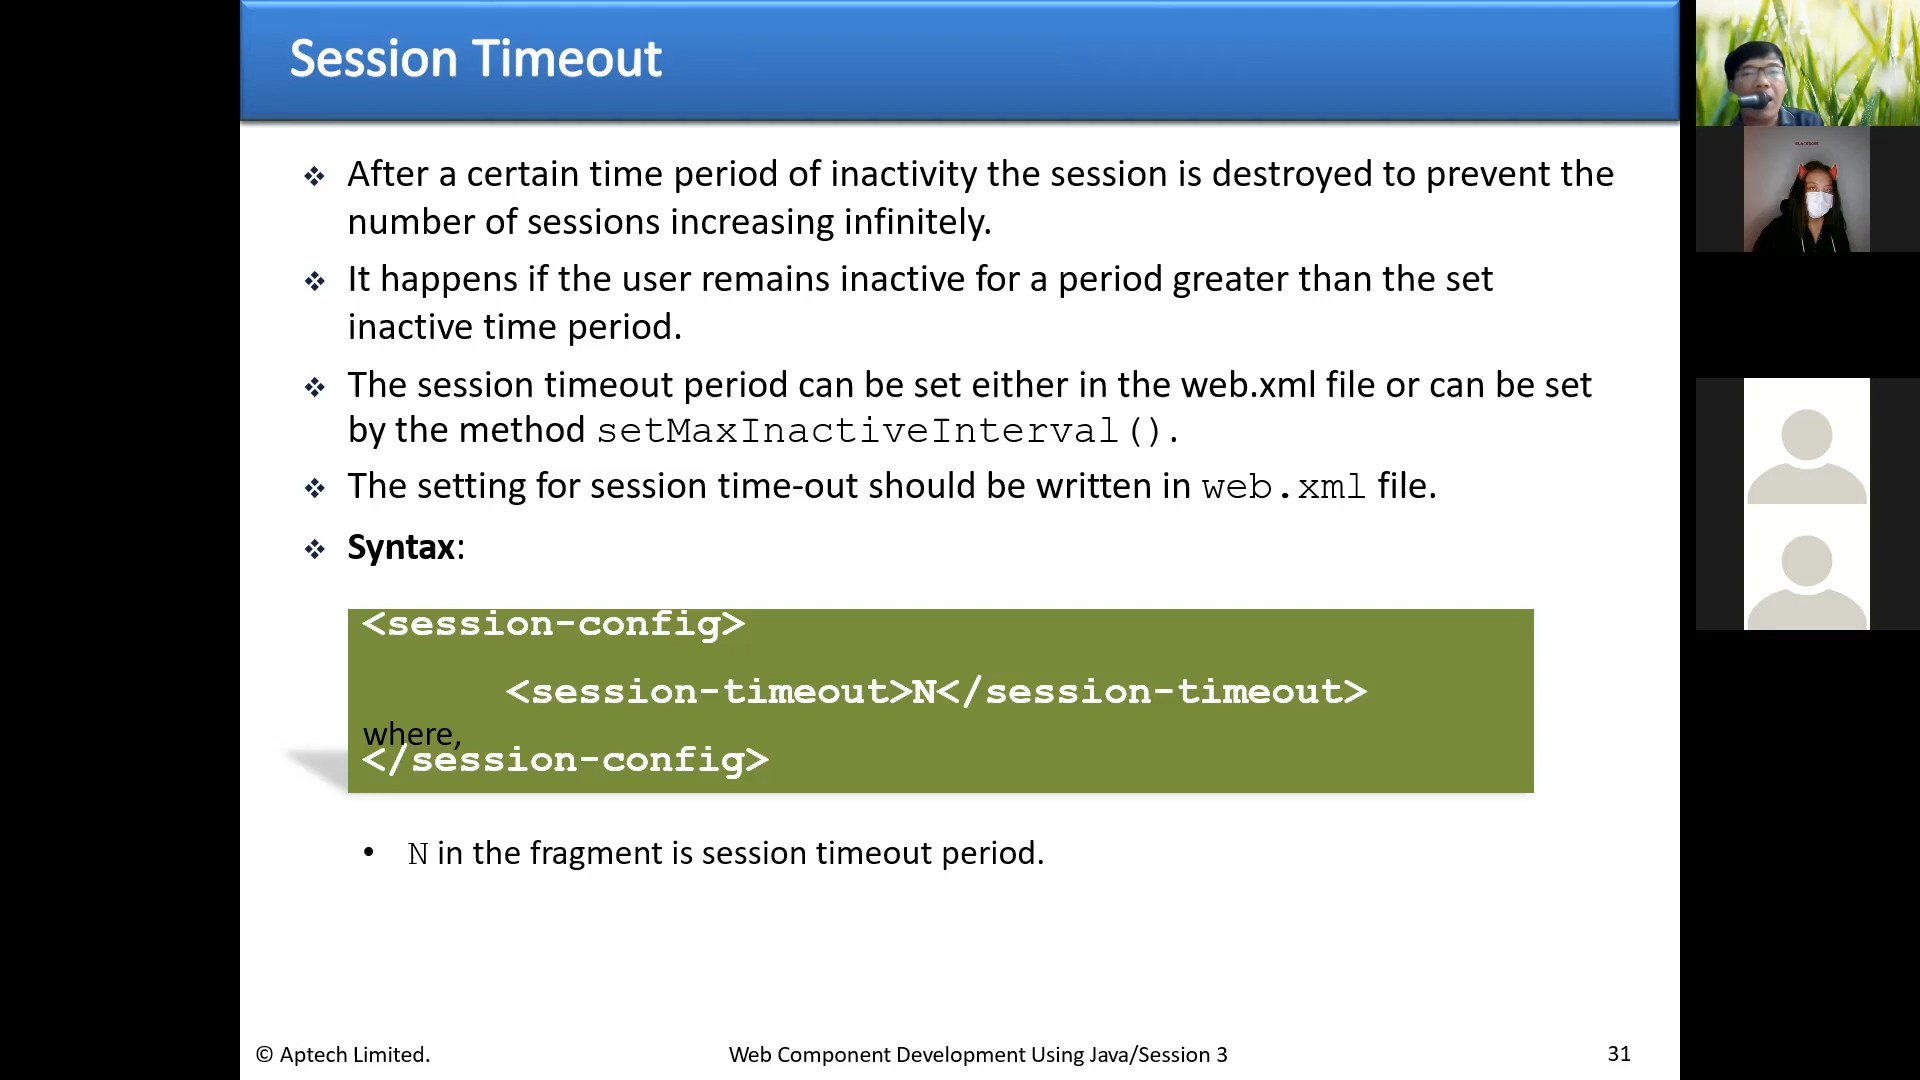 Session Timeout
After a certain time period of inactivity the session is destroyed to prevent the
number of sessions increasing infinitely.
It happens if the user remains inactive for a period greater than the set
inactive time period.
The session timeout period can be set either in the web.xml file or can be set
by the method setMaxInactiveInterval().
The setting for session time-out should be written in web.xml file.
Syntax:
<session-config>
<session-timeout>N</session-timeout>
where,
</session-config>
• N in the fragment is session timeout period.
© Aptech Limited.
Web Component Development Using Java/Session 3
31